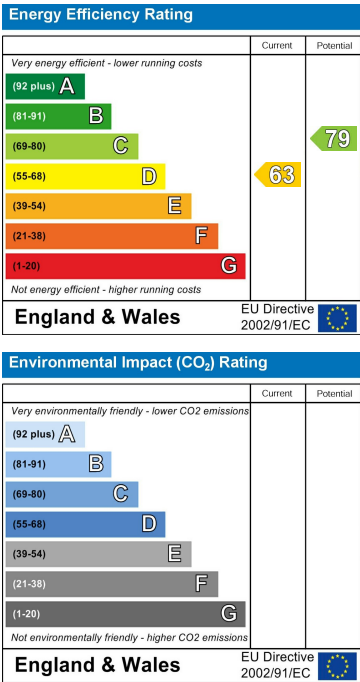 Energy Efficiency Rating
Current Potential
Very energy efficient - lower running costs
(92 plus) A
(81-91) B
(69-80) C
79
(55-68) D
63
(39-54) E
(21-38) F
(1-20) G
Not energy efficient - higher running costs
England & Wales
EU Directive
2002/91/EC
Environmental Impact (CO₂) Rating
Current Potential
Very environmentally friendly - lower CO2 emissions
(92 plus) A
(81-91) B
(69-80) C
(55-68) D
(39-54) E
(21-38) F
(1-20) G
Not environmentally friendly - higher CO2 emissions
England & Wales
EU Directive
2002/91/EC